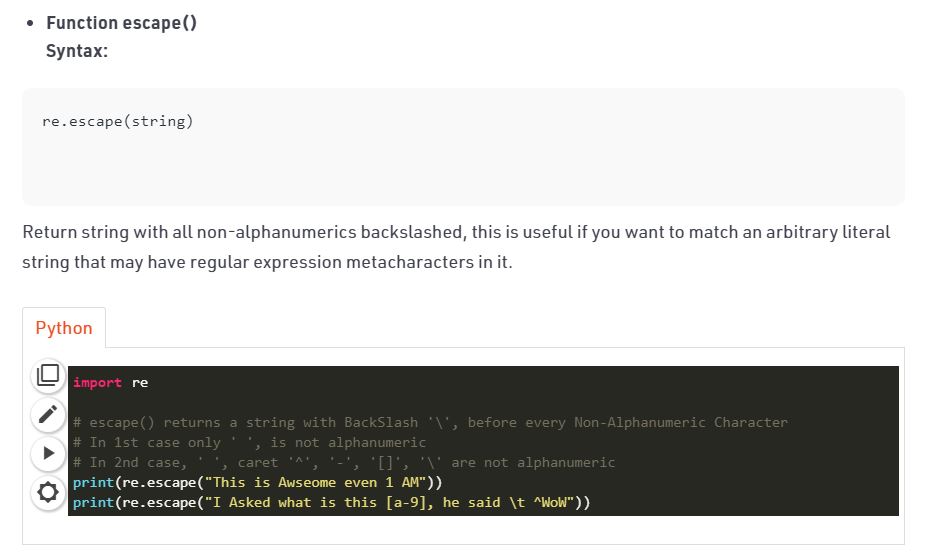 • Function escape()
Syntax:
re.escape(string)
Return string with all non-alphanumerics backslashed, this is useful if you want to match an arbitrary literal
string that may have regular expression metacharacters in it.
Python
import re
# escape() returns a string with BackSlash '\', before every Non-Alphanumeric Character
# In 1st case only ' ', is not alphanumeric
# In 2nd case, ' ', caret '^', '-', '[]', '\' are not alphanumeric
print(re.escape("This is Awseome even 1 AM"))
print(re.escape("I Asked what is this [a-9], he said \t ^WoW"))